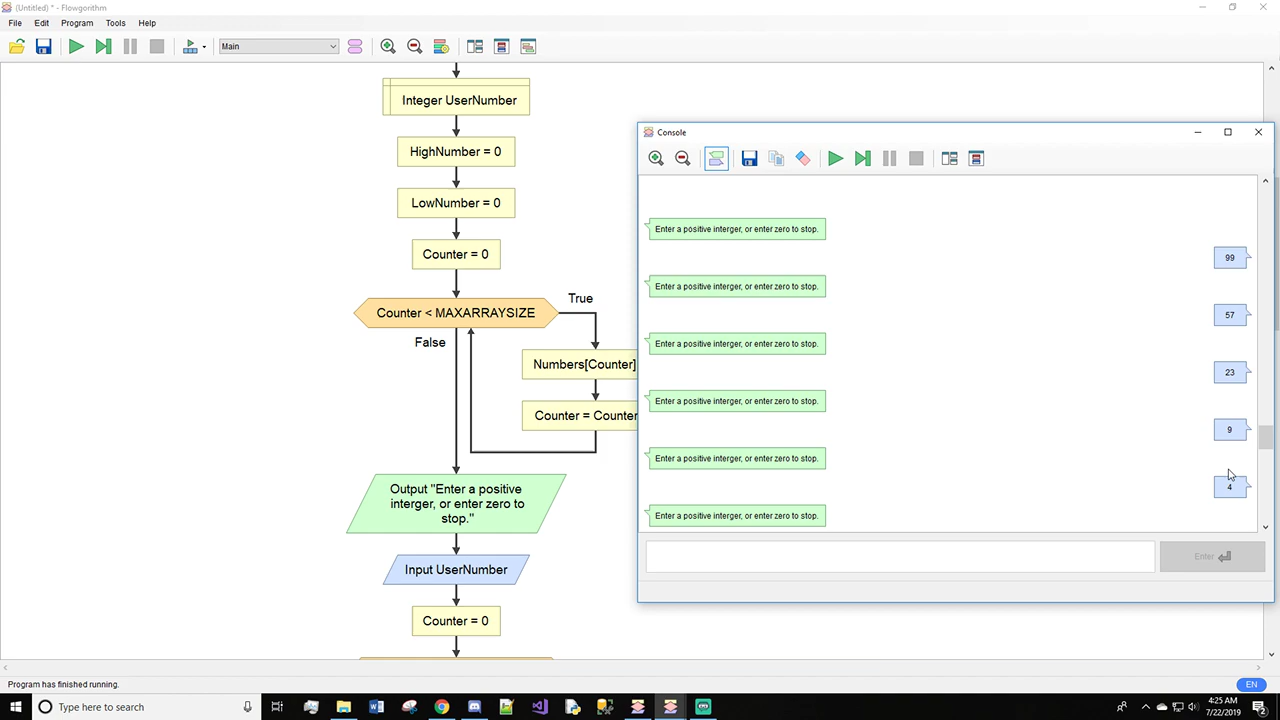 (Untitled) * - Flowgorithm
File Edit Program Tools Help
Main
Integer UserNumber
HighNumber = 0
LowNumber = 0
Counter = 0
Counter < MAXARRAYSIZE
True
False
Numbers[Counter]
Counter = Counter
Output "Enter a positive
interger, or enter zero to
stop."
Input UserNumber
Counter = 0
Console
Enter a positive interger, or enter zero to stop.
99
Enter a positive interger, or enter zero to stop.
57
Enter a positive interger, or enter zero to stop.
23
Enter a positive interger, or enter zero to stop.
9
Enter a positive interger, or enter zero to stop.
4
Enter a positive interger, or enter zero to stop.
Enter
Program has finished running.
EN
Type here to search
4:25 AM
7/22/2019